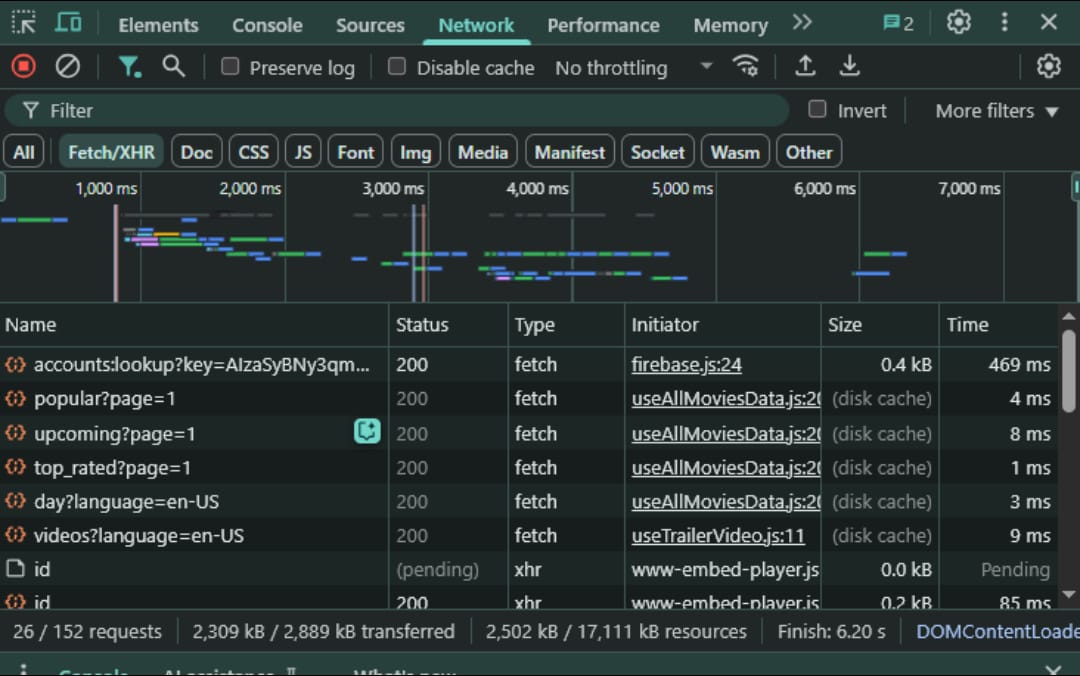 Elements Console Sources Network Performance Memory 2
Preserve log Disable cache No throttling
Filter Invert More filters
All Fetch/XHR Doc CSS JS Font Img Media Manifest Socket Wasm Other
1,000 ms 2,000 ms 3,000 ms 4,000 ms 5,000 ms 6,000 ms 7,000 ms
Name Status Type Initiator Size Time
accounts:lookup?key=AIzaSyBNy3qm... 200 fetch firebase.js:24 0.4 kB 469 ms
popular?page=1 200 fetch useAllMoviesData.js:20 (disk cache) 4 ms
upcoming?page=1 200 fetch useAllMoviesData.js:20 (disk cache) 8 ms
top_rated?page=1 200 fetch useAllMoviesData.js:20 (disk cache) 1 ms
day?language=en-US 200 fetch useAllMoviesData.js:20 (disk cache) 3 ms
videos?language=en-US 200 fetch useTrailerVideo.js:11 (disk cache) 9 ms
id (pending) xhr www-embed-player.js 0.0 kB Pending
id 200 xhr www-embed-player.js 0.2 kB 85 ms
26 / 152 requests 2,309 kB / 2,889 kB transferred 2,502 kB / 17,111 kB resources Finish: 6.20 s DOMContentLoade
Console AI assistance What's new